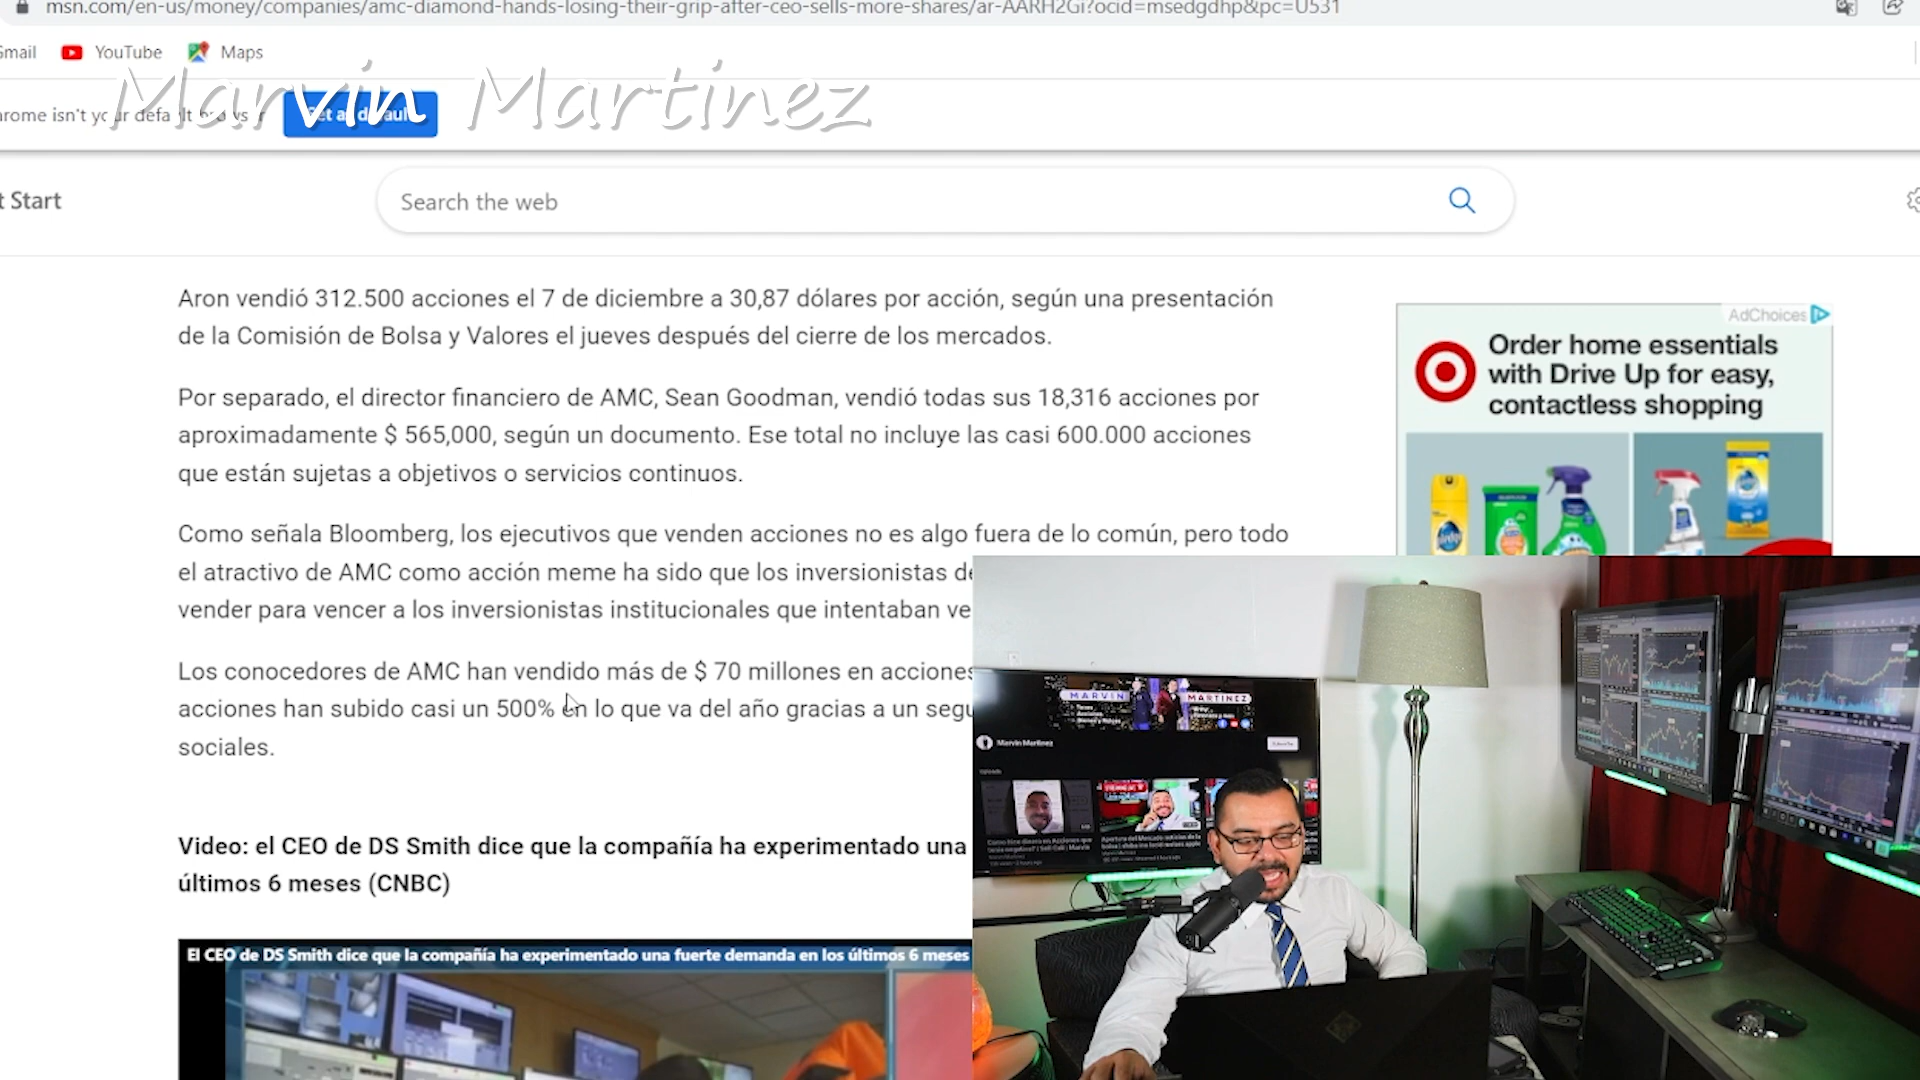 msn.com/en-us/money/companies/amc-diamond-hands-losing-their-grip-after-ceo-sells-more-shares/ar-AARH2Gi?ocid=msedgdhp&pc=U531
Gmail YouTube Maps
Marvin Martinez
Search the web
Start
Aron vendió 312.500 acciones el 7 de diciembre a 30,87 dólares por acción, según una presentación
de la Comisión de Bolsa y Valores el jueves después del cierre de los mercados.
Por separado, el director financiero de AMC, Sean Goodman, vendió todas sus 18,316 acciones por
aproximadamente $ 565,000, según un documento. Ese total no incluye las casi 600.000 acciones
que están sujetas a objetivos o servicios continuos.
Como señala Bloomberg, los ejecutivos que venden acciones no es algo fuera de lo común, pero todo
el atractivo de AMC como acción meme ha sido que los inversionistas
vender para vencer a los inversionistas institucionales que intentaban
Los conocedores de AMC han vendido más de $ 70 millones en acciones
acciones han subido casi un 500% en lo que va del año gracias a un
sociales.
Video: el CEO de DS Smith dice que la compañía ha experimentado una
últimos 6 meses (CNBC)
El CEO de DS Smith dice que la compañía ha experimentado una fuerte demanda en los últimos 6 meses
AdChoices
Order home essentials
with Drive Up for easy,
contactless shopping
MARVIN MARTINEZ
Marvin Martinez